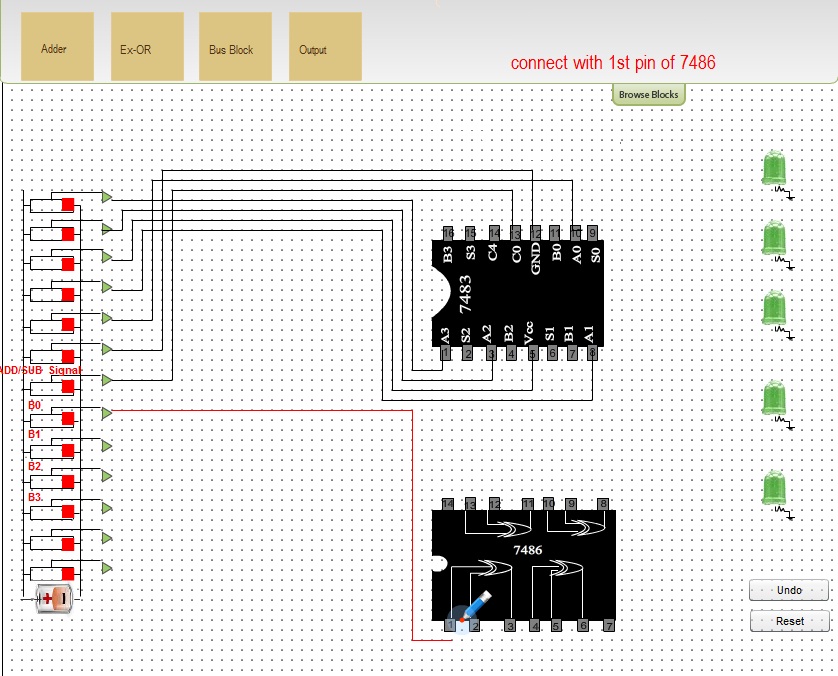 Adder
Ex-OR
Bus Block
Output
connect with 1st pin of 7486
Browse Blocks
16 15 14 13 12 11 10 9
B3 S3 C4 C0 GND B0 A0 S0
7483
A3 S2 A2 B2 Vcc S1 B1 A1
1 2 3 4 5 6 7 8
ADD/SUB Signal
B0
B1
B2
B3
14 13 12 11 10 9 8
7486
1 2 3 4 5 6 7
Undo
Reset